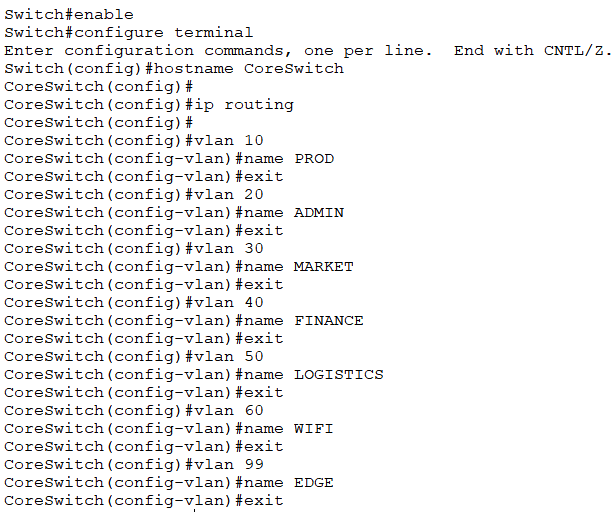 Switch#enable
Switch#configure terminal
Enter configuration commands, one per line.  End with CNTL/Z.
Switch(config)#hostname CoreSwitch
CoreSwitch(config)#
CoreSwitch(config)#ip routing
CoreSwitch(config)#
CoreSwitch(config)#vlan 10
CoreSwitch(config-vlan)#name PROD
CoreSwitch(config-vlan)#exit
CoreSwitch(config)#vlan 20
CoreSwitch(config-vlan)#name ADMIN
CoreSwitch(config-vlan)#exit
CoreSwitch(config)#vlan 30
CoreSwitch(config-vlan)#name MARKET
CoreSwitch(config-vlan)#exit
CoreSwitch(config)#vlan 40
CoreSwitch(config-vlan)#name FINANCE
CoreSwitch(config-vlan)#exit
CoreSwitch(config)#vlan 50
CoreSwitch(config-vlan)#name LOGISTICS
CoreSwitch(config-vlan)#exit
CoreSwitch(config)#vlan 60
CoreSwitch(config-vlan)#name WIFI
CoreSwitch(config-vlan)#exit
CoreSwitch(config)#vlan 99
CoreSwitch(config-vlan)#name EDGE
CoreSwitch(config-vlan)#exit